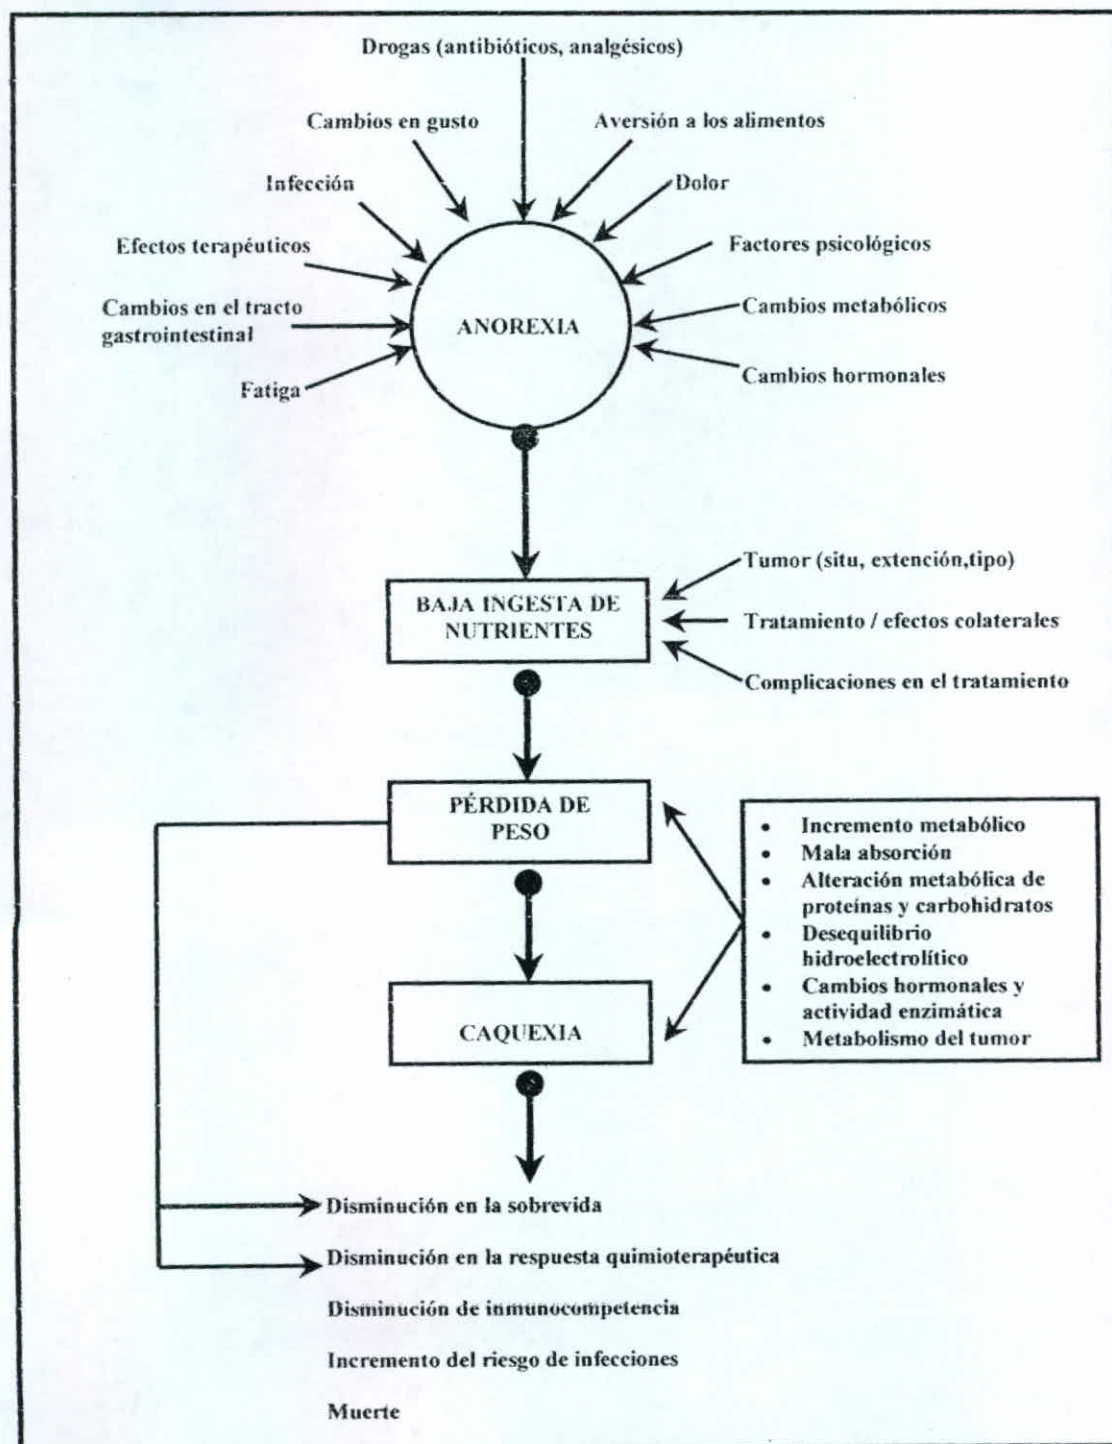 Drogas (antibióticos, analgésicos)
Cambios en gusto
Aversión a los alimentos
Infección
Dolor
Efectos terapéuticos
Factores psicológicos
Cambios en el tracto
gastrointestinal
ANOREXIA
Cambios metabólicos
Fatiga
Cambios hormonales
BAJA INGESTA DE
NUTRIENTES
Tumor (situ, extención,tipo)
Tratamiento / efectos colaterales
Complicaciones en el tratamiento
PÉRDIDA DE
PESO
• Incremento metabólico
• Mala absorción
• Alteración metabólica de
proteínas y carbohidratos
• Desequilibrio
hidroelectrolítico
• Cambios hormonales y
actividad enzimática
• Metabolismo del tumor
CAQUEXIA
Disminución en la sobrevida
Disminución en la respuesta quimioterapéutica
Disminución de inmunocompetencia
Incremento del riesgo de infecciones
Muerte